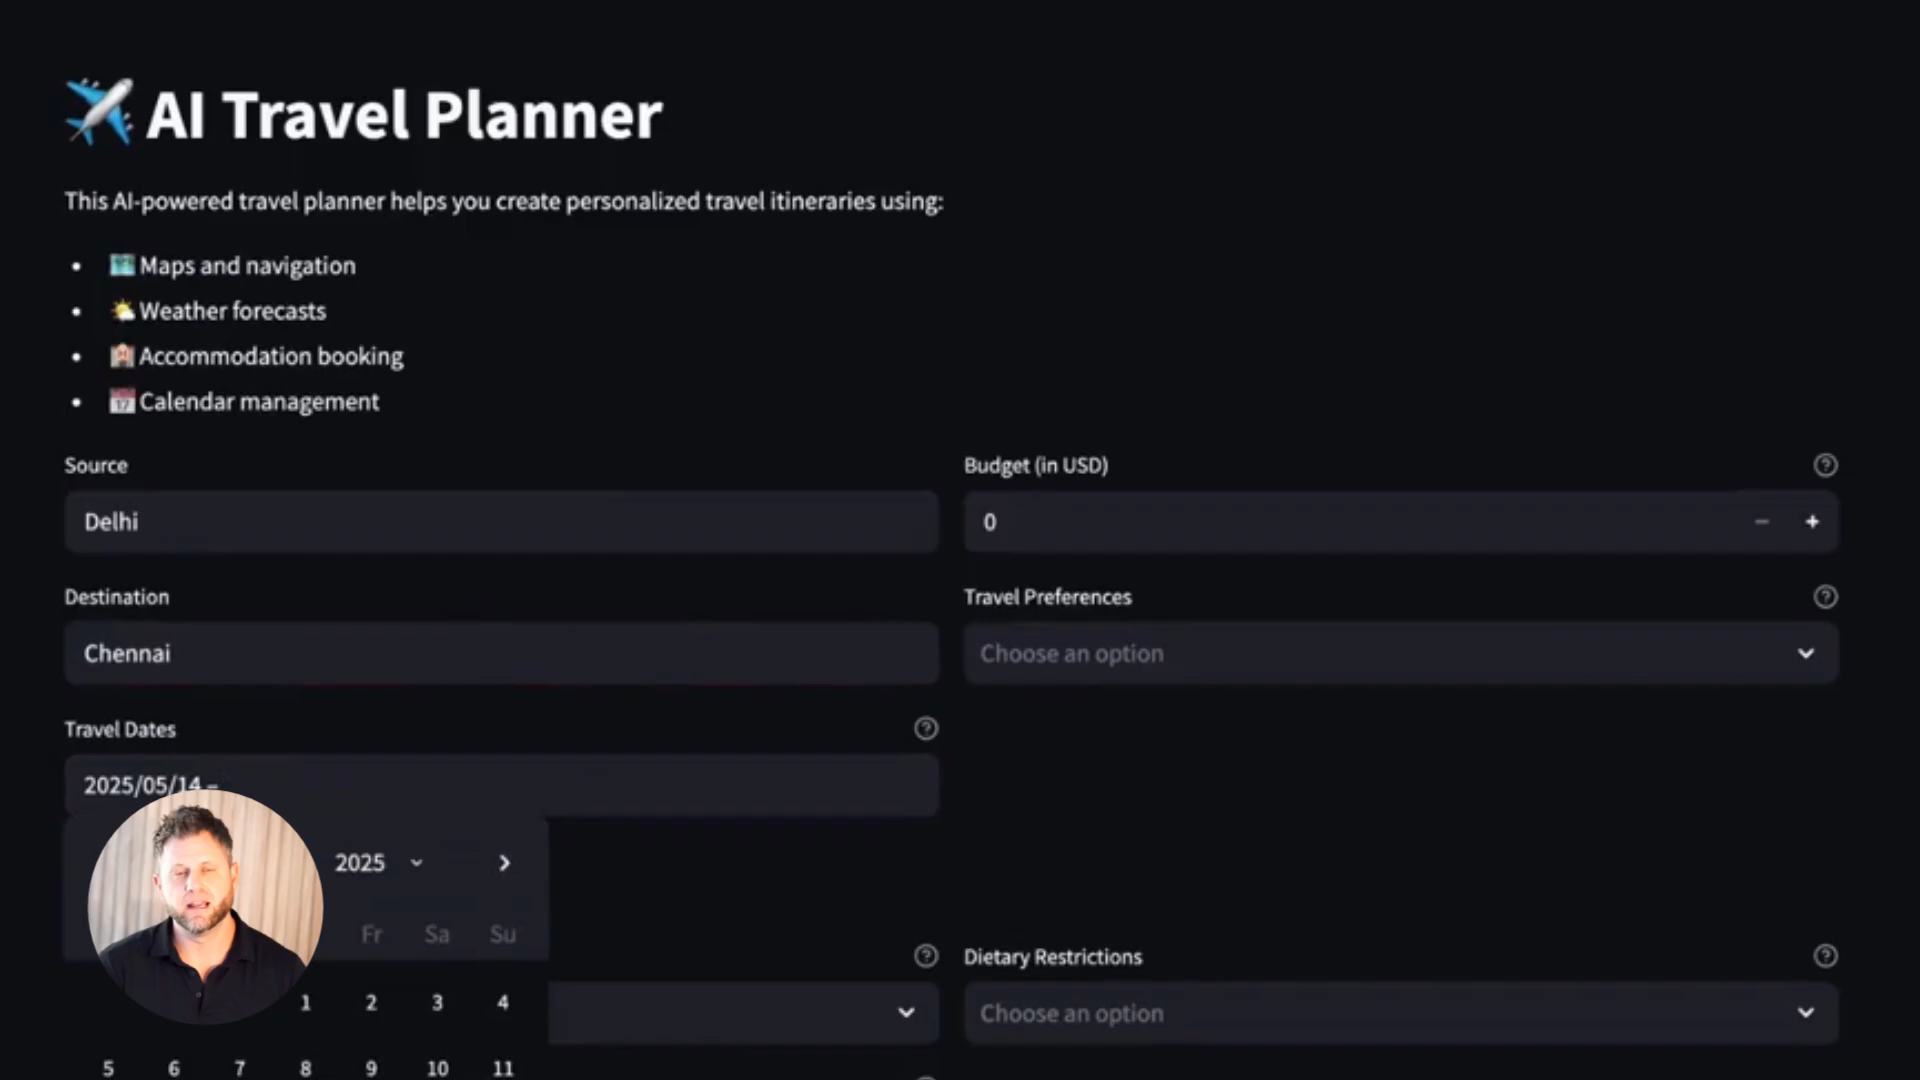 AI Travel Planner
This AI-powered travel planner helps you create personalized travel itineraries using:
Maps and navigation
Weather forecasts
Accommodation booking
17 Calendar management
Source
Budget (in USD)
Delhi
0
Destination
Travel Preferences
Chennai
Choose an option
Travel Dates
2025/05/14 –
2025
Fr Sa Su
Dietary Restrictions
1 2 3 4
Choose an option
5 6 7 8 9 10 11